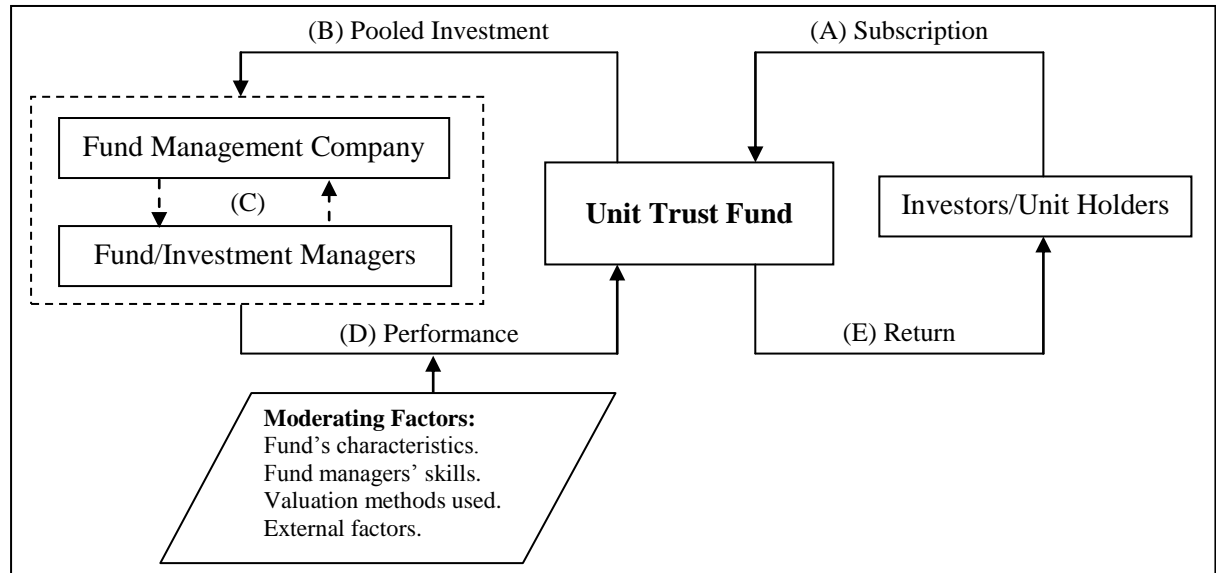 (B) Pooled Investment
(A) Subscription
Fund Management Company
(C)
Fund/Investment Managers
Unit Trust Fund
Investors/Unit Holders
(D) Performance
(E) Return
Moderating Factors:
Fund’s characteristics.
Fund managers’ skills.
Valuation methods used.
External factors.